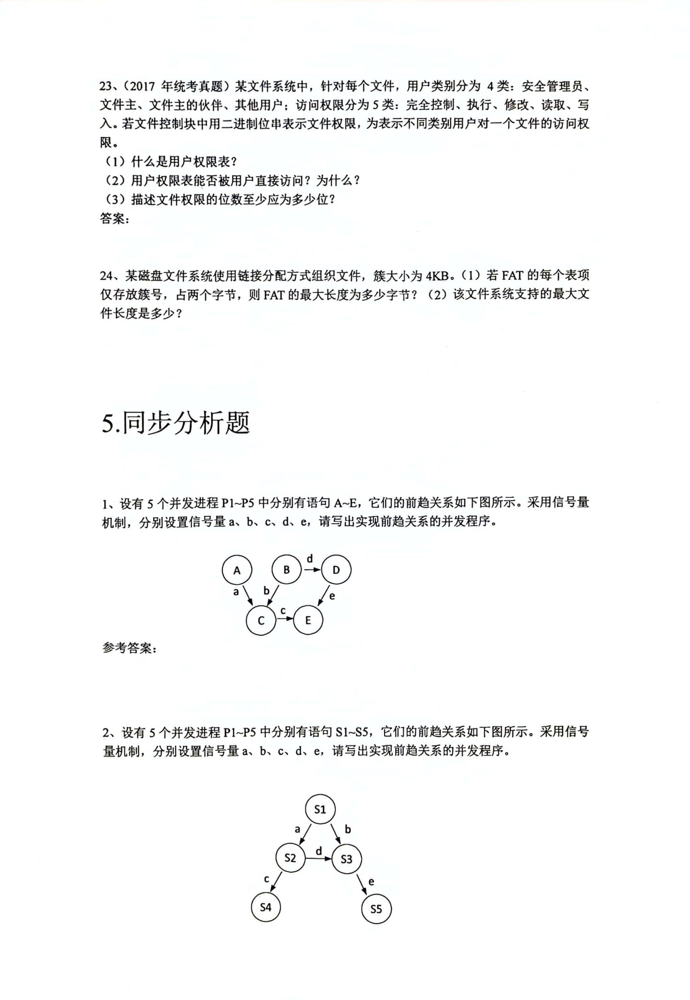 23、（2017 年统考真题）某文件系统中，针对每个文件，用户类别分为 4 类：安全管理员、
文件主、文件主的伙伴、其他用户；访问权限分为 5 类：完全控制、执行、修改、读取、写
入。若文件控制块中用二进制位串表示文件权限，为表示不同类别用户对一个文件的访问权
限。
（1）什么是用户权限表？
（2）用户权限表能否被用户直接访问？为什么？
（3）描述文件权限的位数至少应为多少位？
答案：
24、某磁盘文件系统使用链接分配方式组织文件，簇大小为 4KB。（1）若 FAT 的每个表项
仅存放簇号，占两个字节，则 FAT 的最大长度为多少字节？（2）该文件系统支持的最大文
件长度是多少？
5.同步分析题
1、设有 5 个并发进程 P1~P5 中分别有语句 A~E，它们的前趋关系如下图所示。采用信号量
机制，分别设置信号量 a、b、c、d、e，请写出实现前趋关系的并发程序。
A B d D
a b e
C c E
参考答案：
2、设有 5 个并发进程 P1~P5 中分别有语句 S1~S5，它们的前趋关系如下图所示。采用信号
量机制，分别设置信号量 a、b、c、d、e，请写出实现前趋关系的并发程序。
S1
a b
S2 d S3
c e
S4 S5